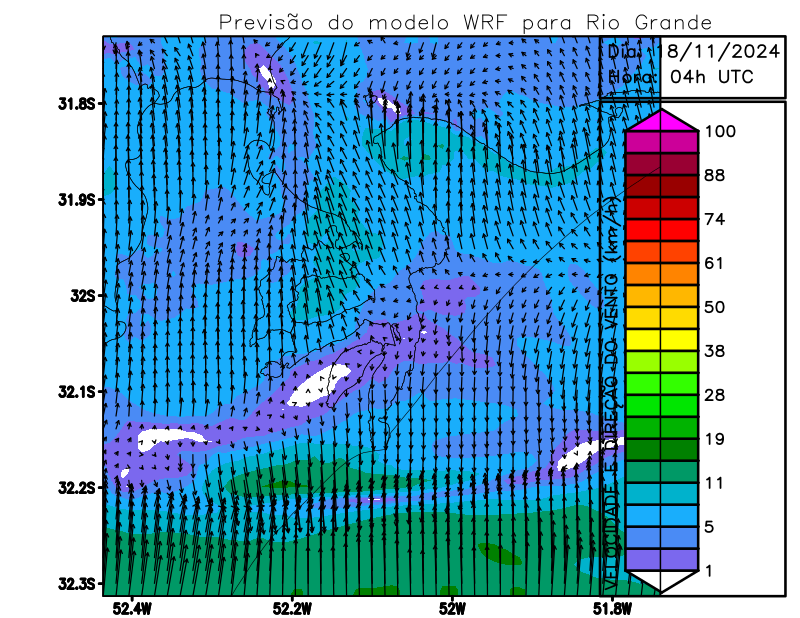 Previsão do modelo WRF para Rio Grande
Dia: 18/11/2024
Hora: 04h UTC
31.8S
31.9S
32S
32.1S
32.2S
32.3S
52.4W
52.2W
52W
51.8W
VELOCIDADE E DIREÇÃO DO VENTO (km/h)
100
88
74
61
50
38
28
19
11
5
1